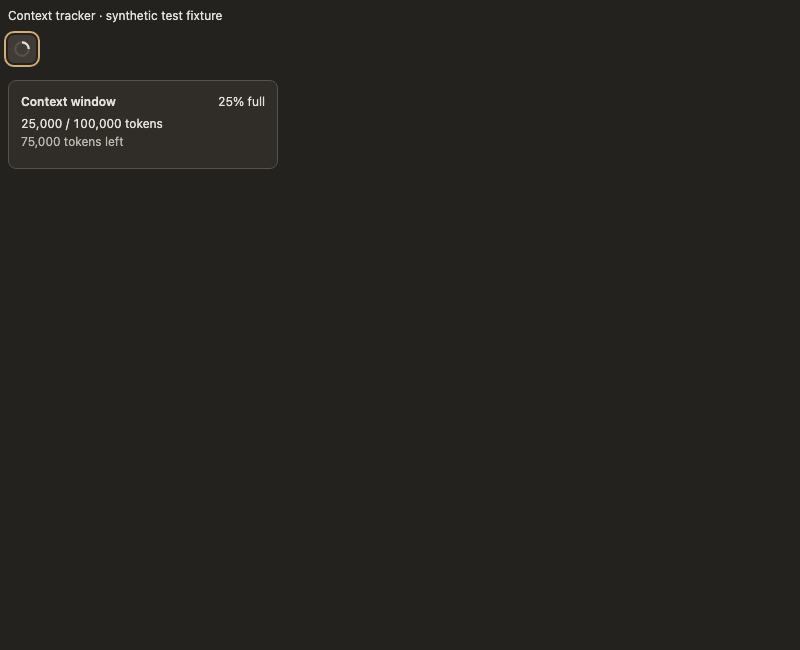 Context tracker · synthetic test fixture
Context window 25% full
25,000 / 100,000 tokens
75,000 tokens left